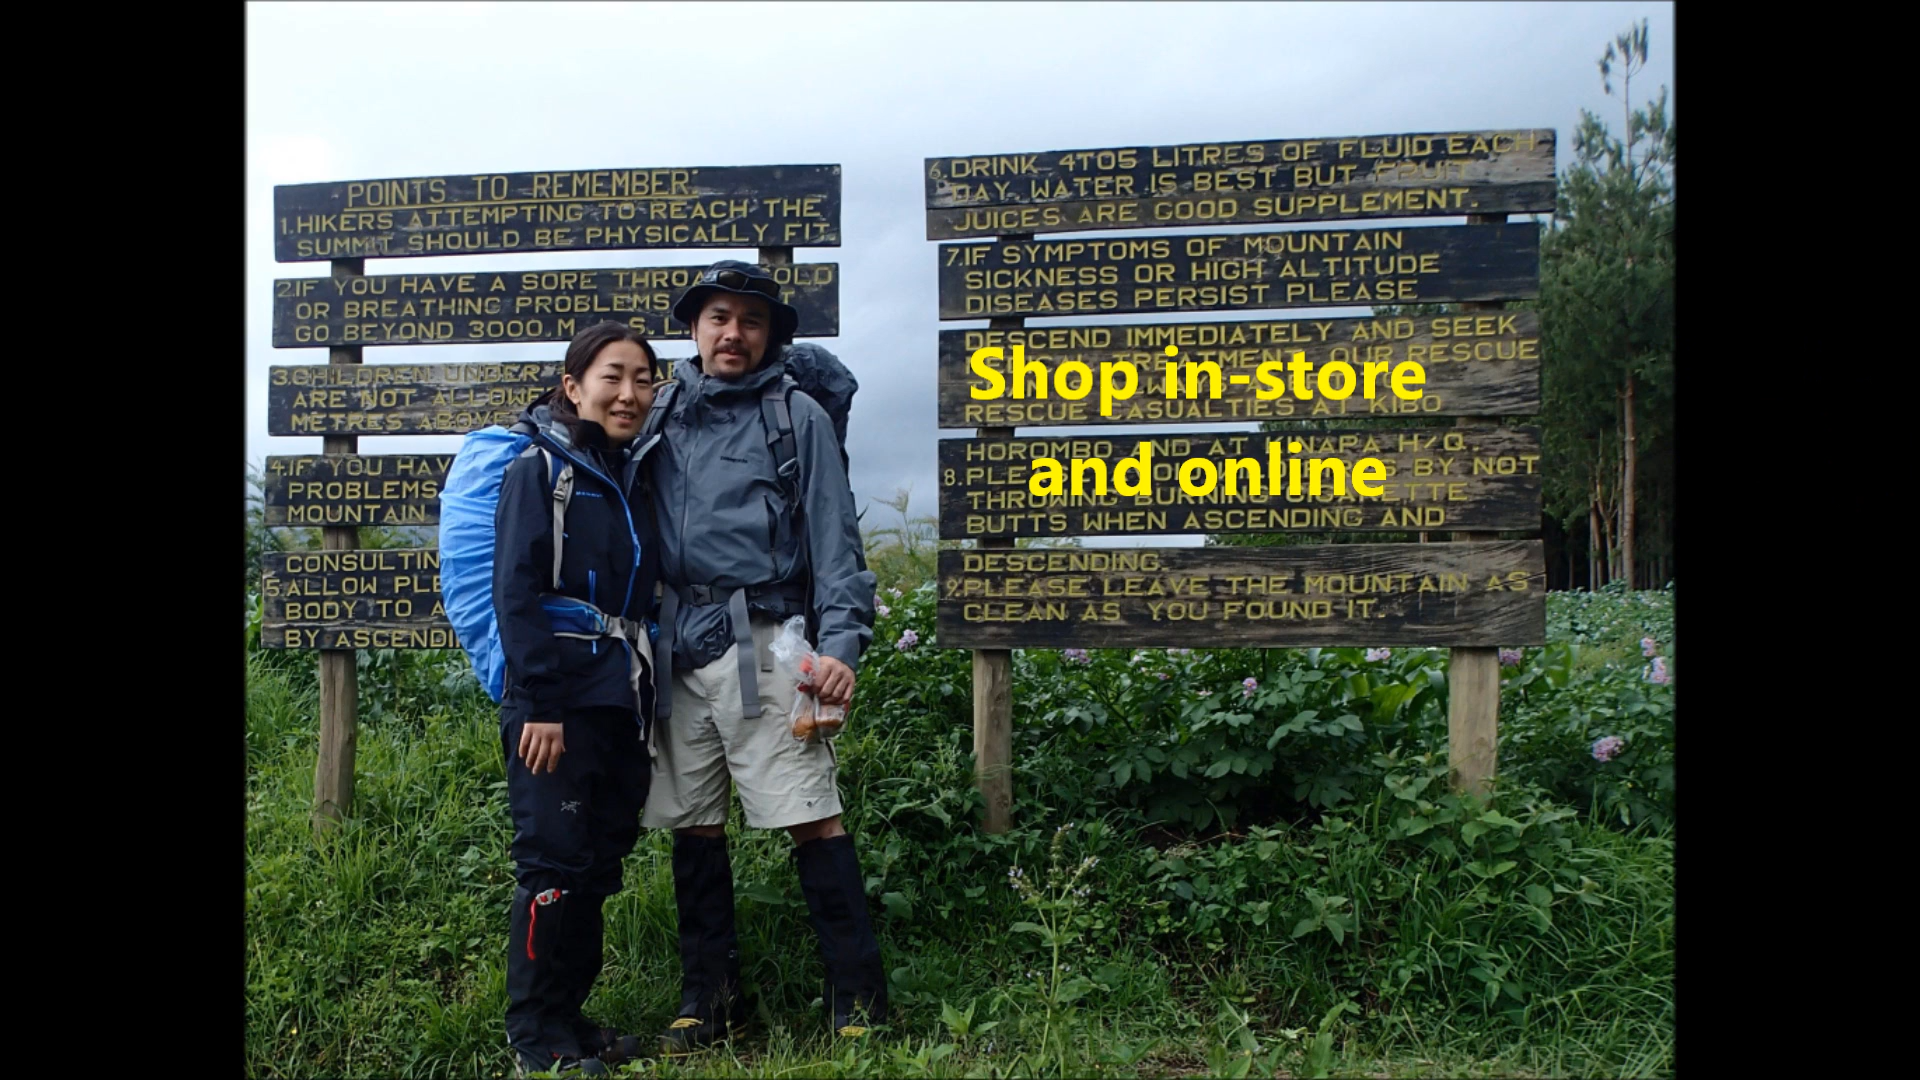 POINTS TO REMEMBER:
1.HIKERS ATTEMPTING TO REACH THE
SUMMIT SHOULD BE PHYSICALLY FIT.
2.IF YOU HAVE A SORE
OR BREATHING PROBLEMS
GO BEYOND 3000.M.A.S.L.
3.CHILDREN UNDER
ARE NOT
METRES ABOVE
4.IF YOU
PROBLEMS
MOUNTAIN
5.ALLOW
BODY TO
BY
6.DRINK 4TO5 LITRES OF FLUID EACH
DAY. WATER IS BEST BUT FRUIT
JUICES ARE GOOD SUPPLEMENT.
7.IF SYMPTOMS OF MOUNTAIN
SICKNESS OR HIGH ALTITUDE
DISEASES PERSIST PLEASE
DESCEND IMMEDIATELY AND SEEK
TREATMENT. OUR RESCUE
RESCUE CASUALTIES AT KIBO
HOROMBO AND AT KINAPA H/Q.
8. BY NOT
THROWING BURNING CIGARETTE
BUTTS WHEN ASCENDING AND
DESCENDING.
9.PLEASE LEAVE THE MOUNTAIN AS
CLEAN AS YOU FOUND IT.
Shop in-store
and online